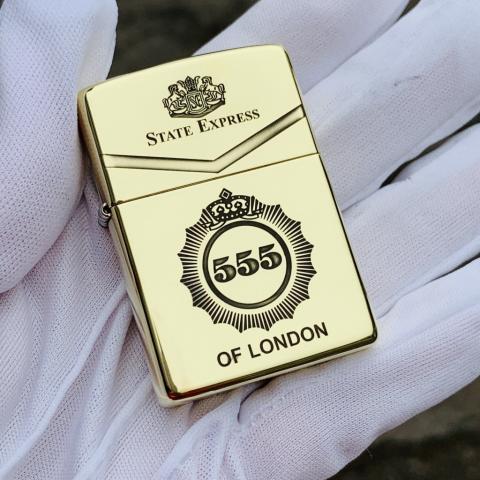 STATE EXPRESS
555
OF LONDON